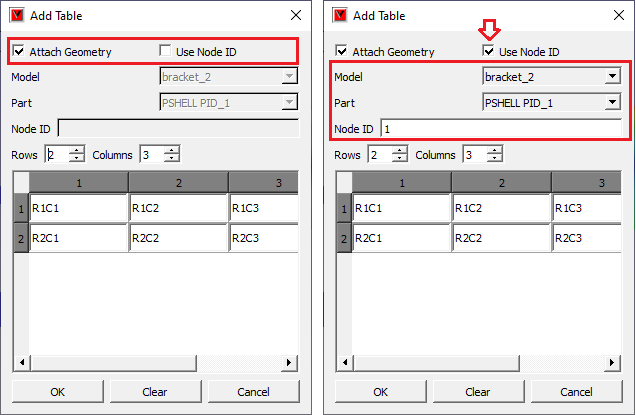 Add Table
Attach Geometry Use Node ID
Model bracket_2
Part PSHELL PID_1
Node ID
Rows 2 Columns 3
1 2 3
1 R1C1 R1C2 R1C3
2 R2C1 R2C2 R2C3
OK Clear Cancel
Add Table
Attach Geometry Use Node ID
Model bracket_2
Part PSHELL PID_1
Node ID 1
Rows 2 Columns 3
1 2 3
1 R1C1 R1C2 R1C3
2 R2C1 R2C2 R2C3
OK Clear Cancel